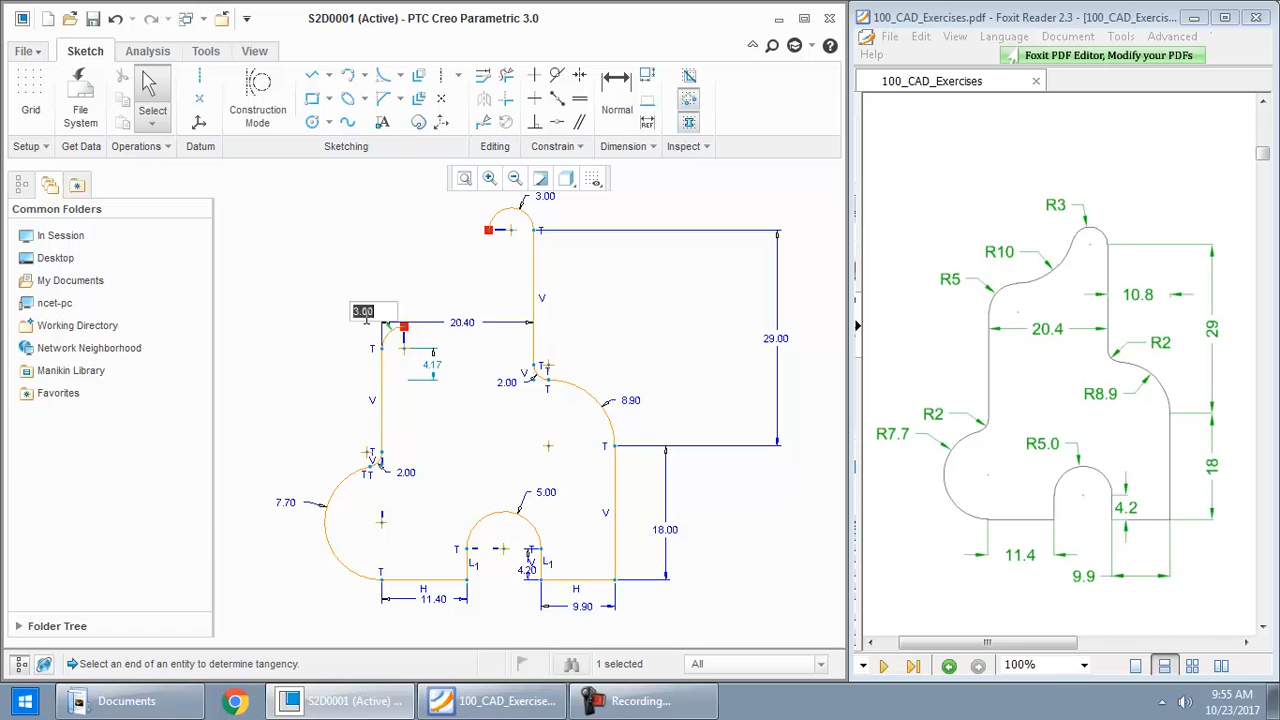 S2D0001 (Active) - PTC Creo Parametric 3.0
File
Sketch
Analysis
Tools
View
Grid
File
System
Select
Construction
Mode
Normal
Setup
Get Data
Operations
Datum
Sketching
Editing
Constrain
Dimension
Inspect
REF
Common Folders
In Session
Desktop
My Documents
ncet-pc
Working Directory
Network Neighborhood
Manikin Library
Favorites
Folder Tree
3.00
T
V
3.00
20.40
T
4.17
29.00
2.00
V
T
T
8.90
V
T
V
T
TT
2.00
7.70
5.00
V
18.00
T
T
L1
V
L1
4.20
T
H
H
11.40
9.90
Select an end of an entity to determine tangency.
1 selected
All
100_CAD_Exercises.pdf - Foxit Reader 2.3 - [100_CAD_Exercis...
File Edit View Language Document Tools Advanced
Help
Foxit PDF Editor, Modify your PDFs
100_CAD_Exercises
R3
R10
R5
10.8
20.4
29
R2
R8.9
R2
R7.7
R5.0
18
4.2
11.4
9.9
100%
Documents
S2D0001 (Active) ...
100_CAD_Exercise...
Recording...
9:55 AM
10/23/2017